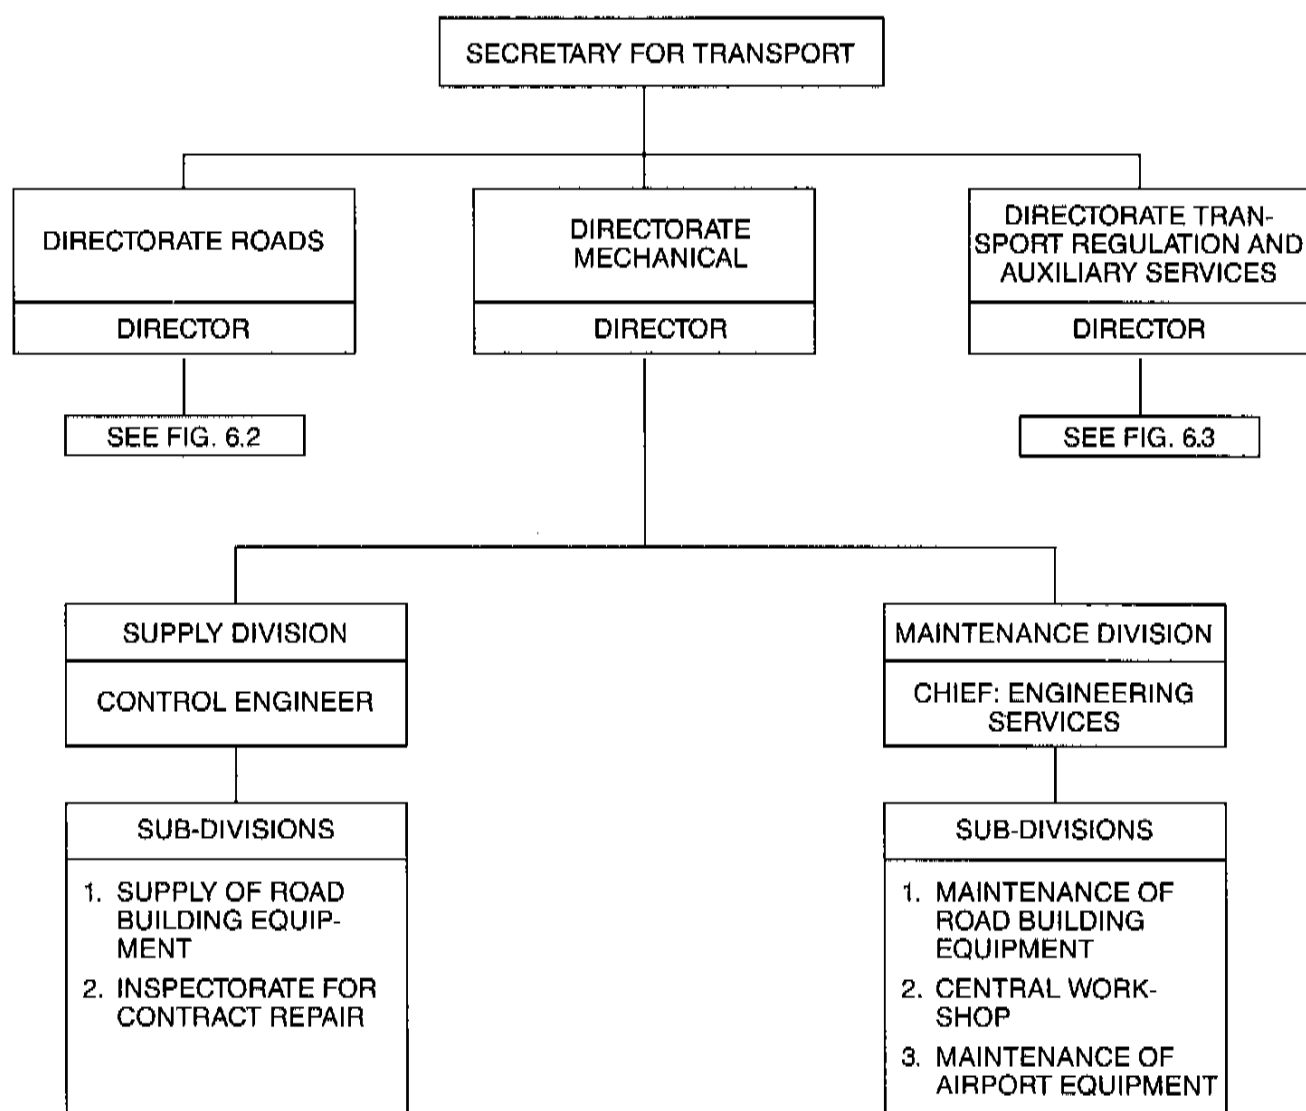 SECRETARY FOR TRANSPORT
DIRECTORATE ROADS
DIRECTOR
SEE FIG. 6.2
DIRECTORATE
MECHANICAL
DIRECTOR
DIRECTORATE TRAN-
SPORT REGULATION AND
AUXILIARY SERVICES
DIRECTOR
SEE FIG. 6.3
SUPPLY DIVISION
CONTROL ENGINEER
SUB-DIVISIONS
1. SUPPLY OF ROAD
BUILDING EQUIP-
MENT
2. INSPECTORATE FOR
CONTRACT REPAIR
MAINTENANCE DIVISION
CHIEF: ENGINEERING
SERVICES
SUB-DIVISIONS
1. MAINTENANCE OF
ROAD BUILDING
EQUIPMENT
2. CENTRAL WORK-
SHOP
3. MAINTENANCE OF
AIRPORT EQUIPMENT